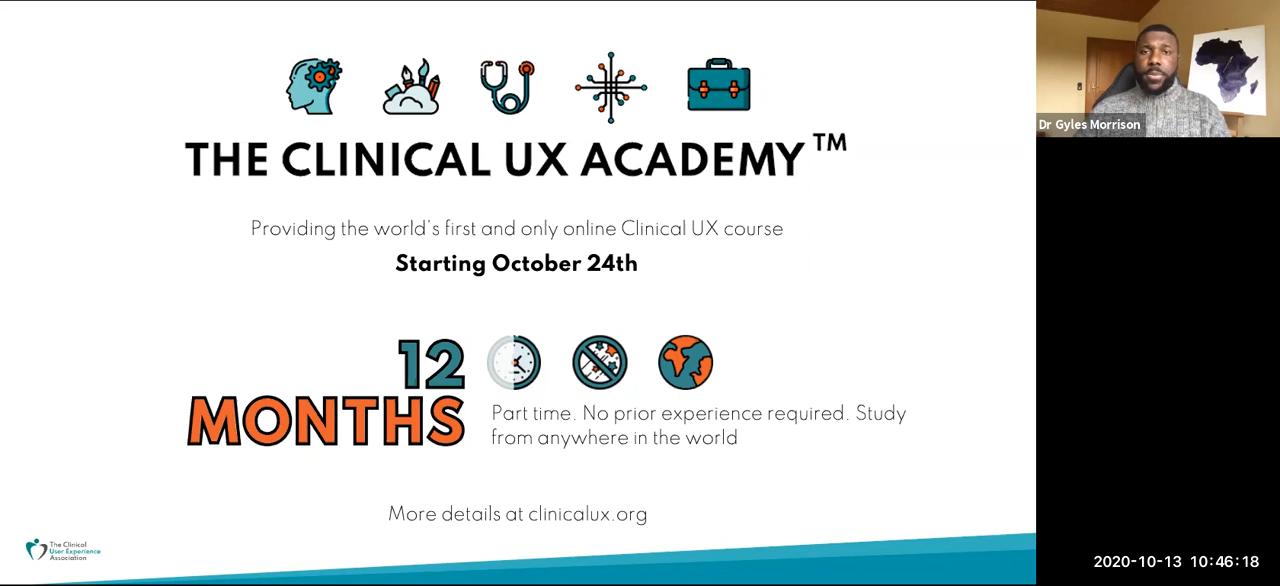 THE CLINICAL UX ACADEMY™
Providing the world's first and only online Clinical UX course
Starting October 24th
12
MONTHS
Part time. No prior experience required. Study
from anywhere in the world
More details at clinicalux.org
The Clinical
User Experience
Association
Dr Gyles Morrison
2020-10-13 10:46:18